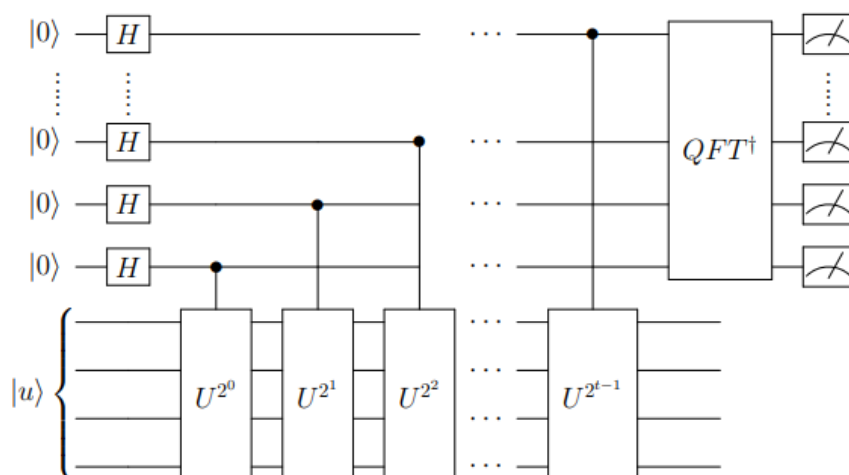 |0⟩ H ⋯
|0⟩ H ⋯
QFT†
|0⟩ H ⋯
|0⟩ H ⋯
⋯
⋯
|u⟩ U^{2^0} U^{2^1} U^{2^2} U^{2^{t−1}}
⋯
⋯